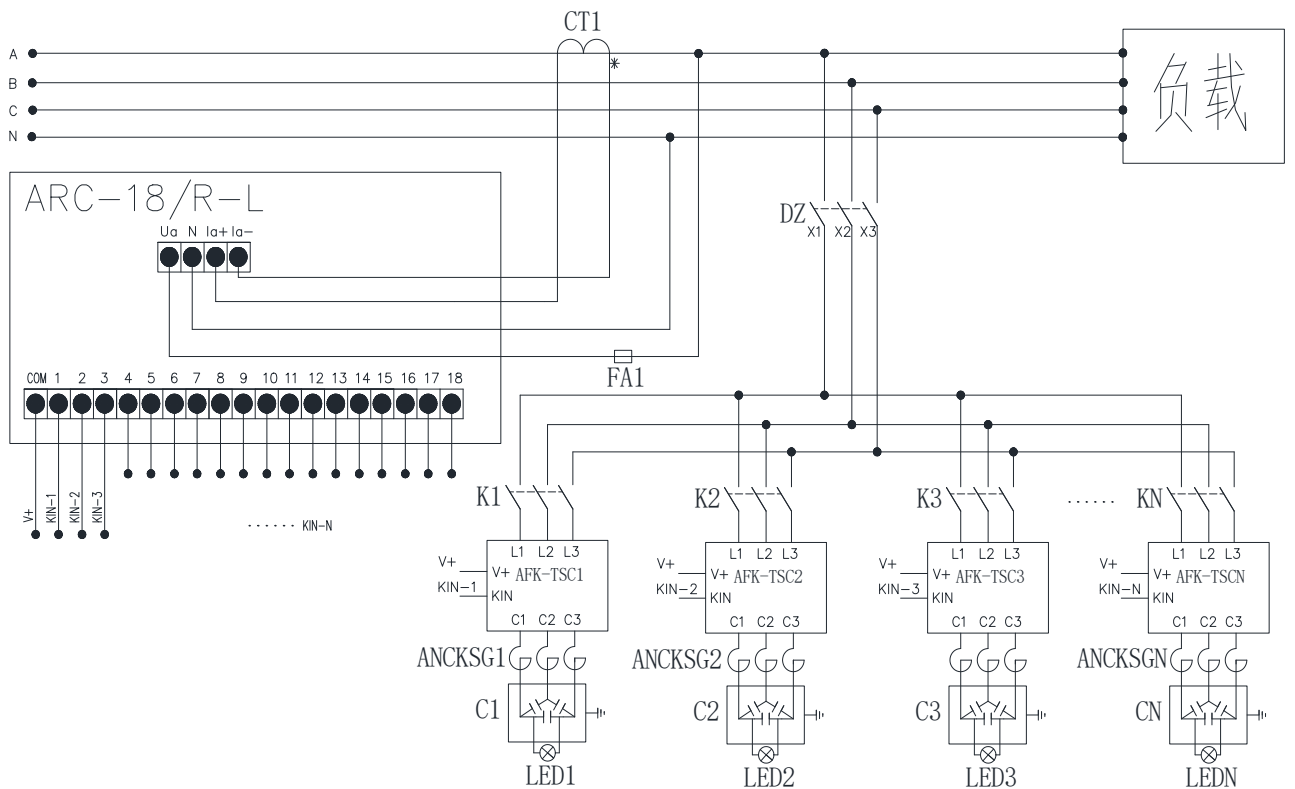 CT1
*
A
B
C
N
负载
ARC-18/R-L
Ua N Ia+ Ia-
DZ
X1 X2 X3
FA1
COM 1 2 3 4 5 6 7 8 9 10 11 12 13 14 15 16 17 18
V+
KIN-1
KIN-2
KIN-3
...... KIN-N
K1
K2
K3
......
KN
L1 L2 L3
V+
V+ AFK-TSC1
KIN-1
KIN
C1 C2 C3
L1 L2 L3
V+
V+ AFK-TSC2
KIN-2
KIN
C1 C2 C3
L1 L2 L3
V+
V+ AFK-TSC3
KIN-3
KIN
C1 C2 C3
L1 L2 L3
V+
V+ AFK-TSCN
KIN-N
KIN
C1 C2 C3
ANCKSG1
ANCKSG2
ANCKSGN
C1
C2
C3
CN
LED1
LED2
LED3
LEDN